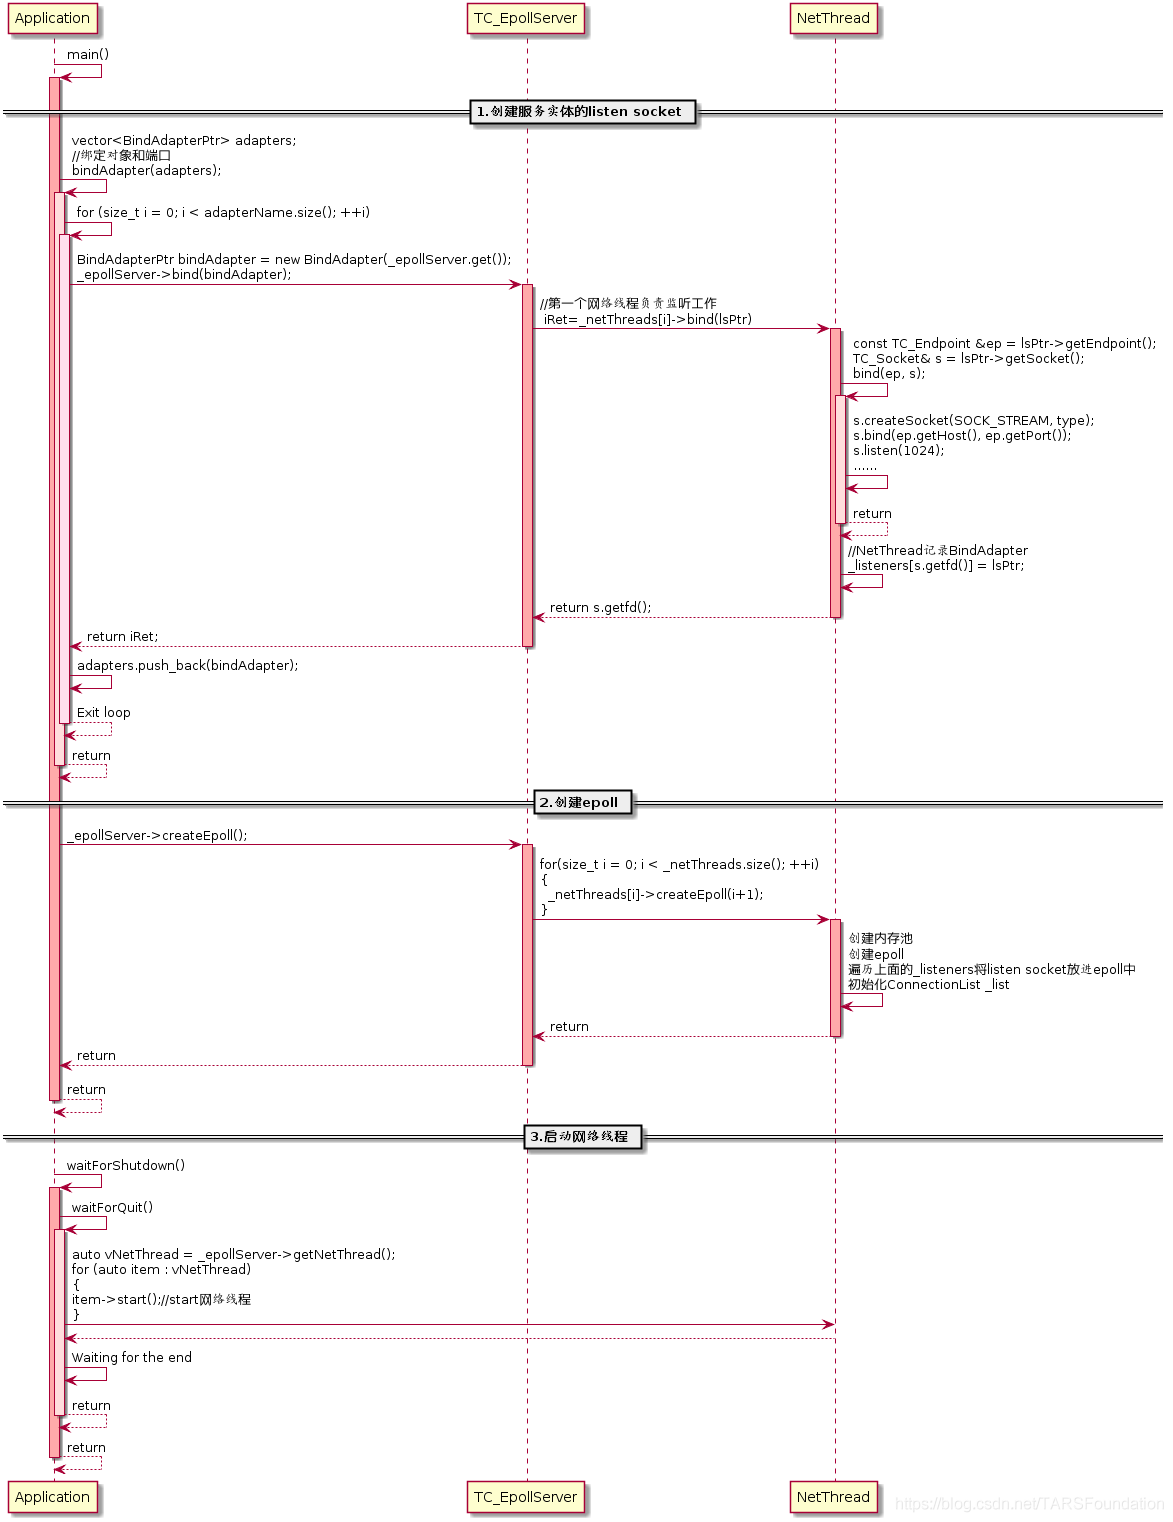 Application
TC_EpollServer
NetThread
main()
1.创建服务实体的listen socket
vector<BindAdapterPtr> adapters;
//绑定对象和端口
bindAdapter(adapters);
for (size_t i = 0; i < adapterName.size(); ++i)
BindAdapterPtr bindAdapter = new BindAdapter(_epollServer.get());
_epollServer->bind(bindAdapter);
//第一个网络线程负责监听工作
iRet=_netThreads[i]->bind(lsPtr)
const TC_Endpoint &ep = lsPtr->getEndpoint();
TC_Socket& s = lsPtr->getSocket();
bind(ep, s);
s.createSocket(SOCK_STREAM, type);
s.bind(ep.getHost(), ep.getPort());
s.listen(1024);
......
return
//NetThread记录BindAdapter
_listeners[s.getfd()] = lsPtr;
return s.getfd();
return iRet;
adapters.push_back(bindAdapter);
Exit loop
return
2.创建epoll
_epollServer->createEpoll();
for(size_t i = 0; i < _netThreads.size(); ++i)
{
_netThreads[i]->createEpoll(i+1);
}
创建内存池
创建epoll
遍历上面的_listeners将listen socket放进epoll中
初始化ConnectionList _list
return
return
return
3.启动网络线程
waitForShutdown()
waitForQuit()
auto vNetThread = _epollServer->getNetThread();
for (auto item : vNetThread)
{
item->start();//start网络线程
}
Waiting for the end
return
return
Application
TC_EpollServer
NetThread
https://blog.csdn.net/TARSFoundation